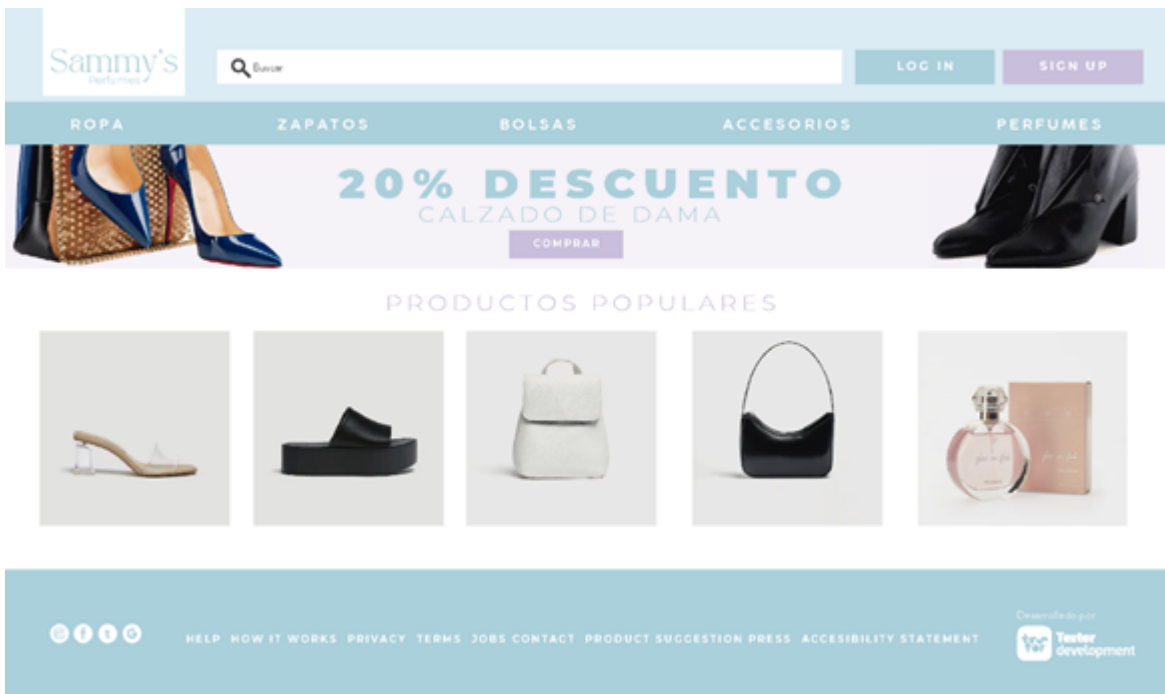 Sammy's
Perfumes
Buscar
LOG IN
SIGN UP
ROPA
ZAPATOS
BOLSAS
ACCESORIOS
PERFUMES
20% DESCUENTO
CALZADO DE DAMA
COMPRAR
PRODUCTOS POPULARES
HELP HOW IT WORKS PRIVACY TERMS JOBS CONTACT PRODUCT SUGGESTION PRESS ACCESIBILITY STATEMENT
Desarrollado por
Tester
development